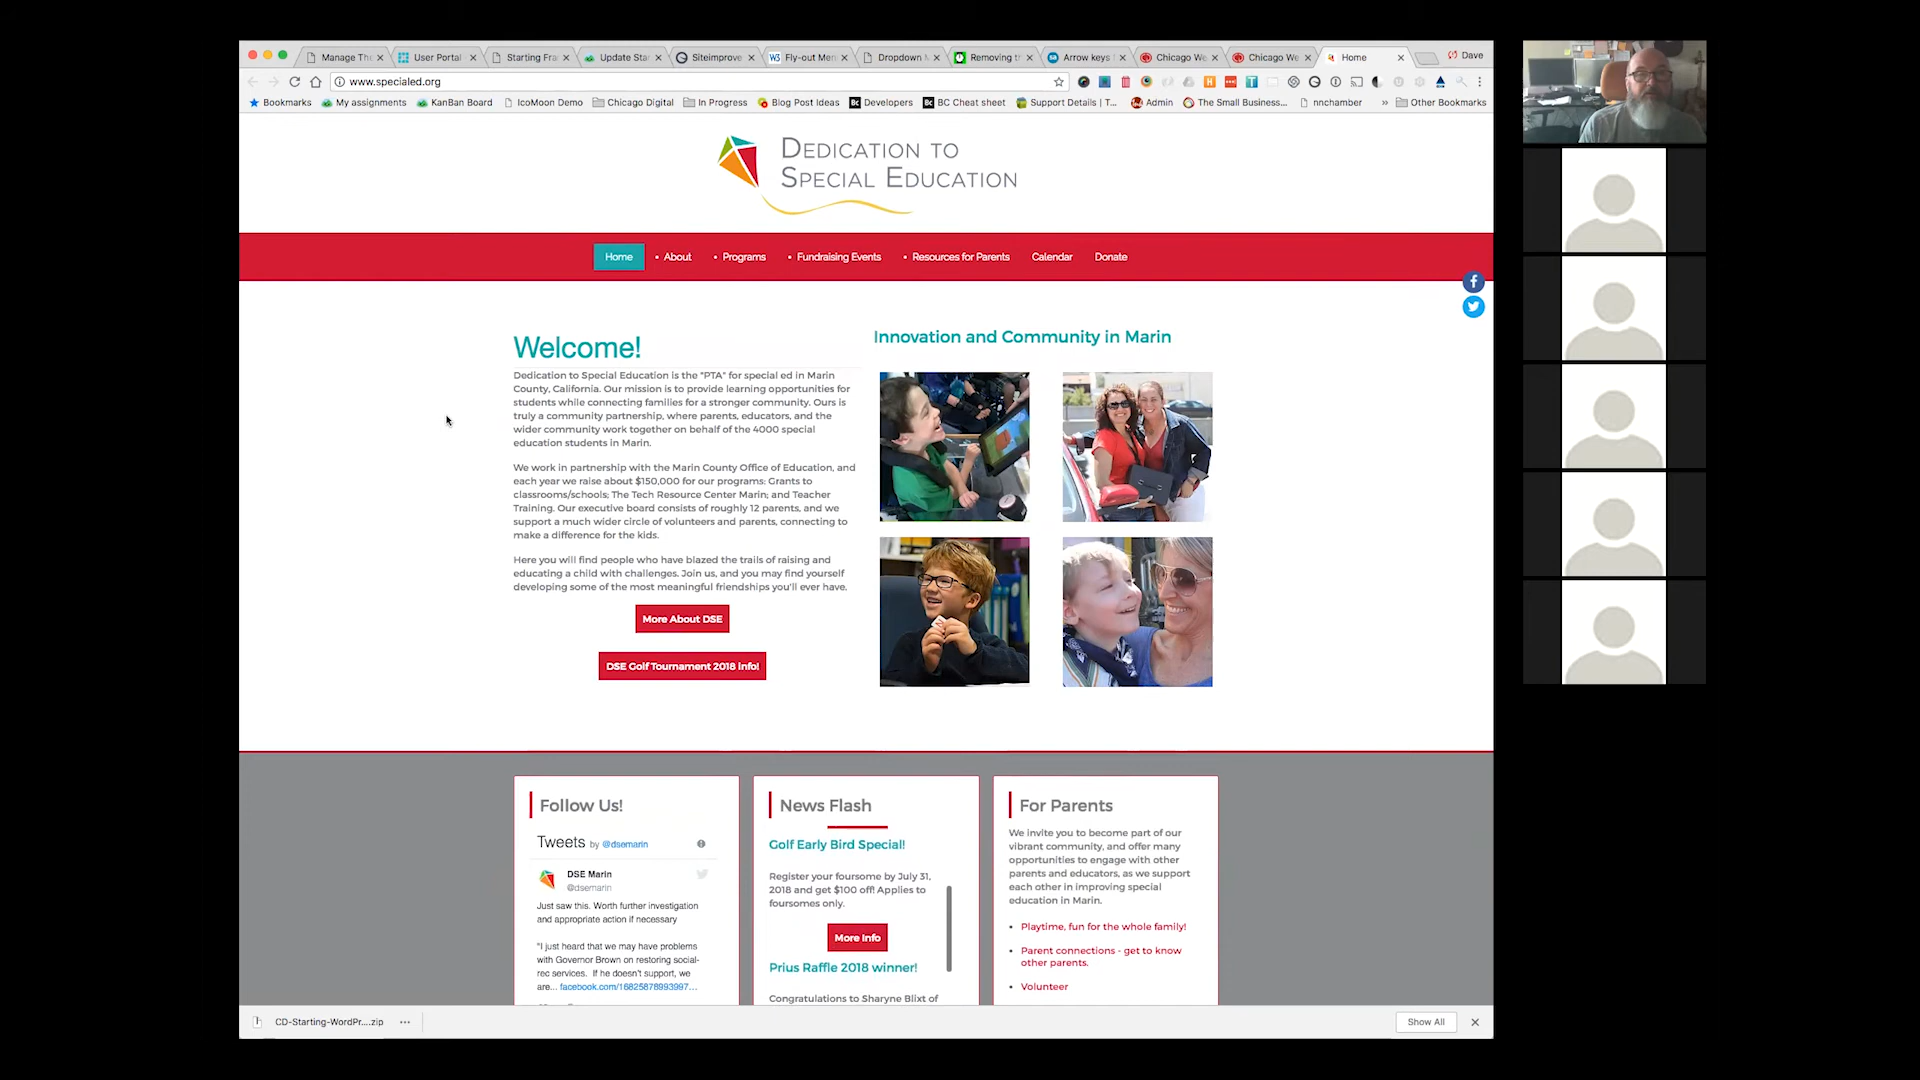 Manage Th
User Portal
Starting Fra
Update Star
Siteimprove
Fly-out Men
Dropdown M
Removing tr
Arrow keys
Chicago We
Chicago We
Home
Dave
www.specialed.org
Bookmarks
My assignments
KanBan Board
IcoMoon Demo
Chicago Digital
In Progress
Blog Post Ideas
Developers
BC Cheat sheet
Support Details | T...
Admin
The Small Business...
nnchamber
»
Other Bookmarks
DEDICATION TO
SPECIAL EDUCATION
Home
About
Programs
Fundraising Events
Resources for Parents
Calendar
Donate
Welcome!
Dedication to Special Education is the "PTA" for special ed in Marin
County, California. Our mission is to provide learning opportunities for
students while connecting families for a stronger community. Ours is
truly a community partnership, where parents, educators, and the
wider community work together on behalf of the 4000 special
education students in Marin.
We work in partnership with the Marin County Office of Education, and
each year we raise about $150,000 for our programs: Grants to
classrooms/schools; The Tech Resource Center Marin; and Teacher
Training. Our executive board consists of roughly 12 parents, and we
support a much wider circle of volunteers and parents, connecting to
make a difference for the kids.
Here you will find people who have blazed the trails of raising and
educating a child with challenges. Join us, and you may find yourself
developing some of the most meaningful friendships you'll ever have.
More About DSE
DSE Golf Tournament 2018 info!
Innovation and Community in Marin
Follow Us!
Tweets by @dsemarin
DSE Marin
@dsemarin
Just saw this. Worth further investigation
and appropriate action if necessary
"I just heard that we may have problems
with Governor Brown on restoring social-
rec services. If he doesn't support, we
are... facebook.com/16825878993997...
News Flash
Golf Early Bird Special!
Register your foursome by July 31,
2018 and get $100 off! Applies to
foursomes only.
More Info
Prius Raffle 2018 winner!
Congratulations to Sharyne Blixt of
For Parents
We invite you to become part of our
vibrant community, and offer many
opportunities to engage with other
parents and educators, as we support
each other in improving special
education in Marin.
Playtime, fun for the whole family!
Parent connections - get to know
other parents.
Volunteer
CD-Starting-WordPr....zip
Show All